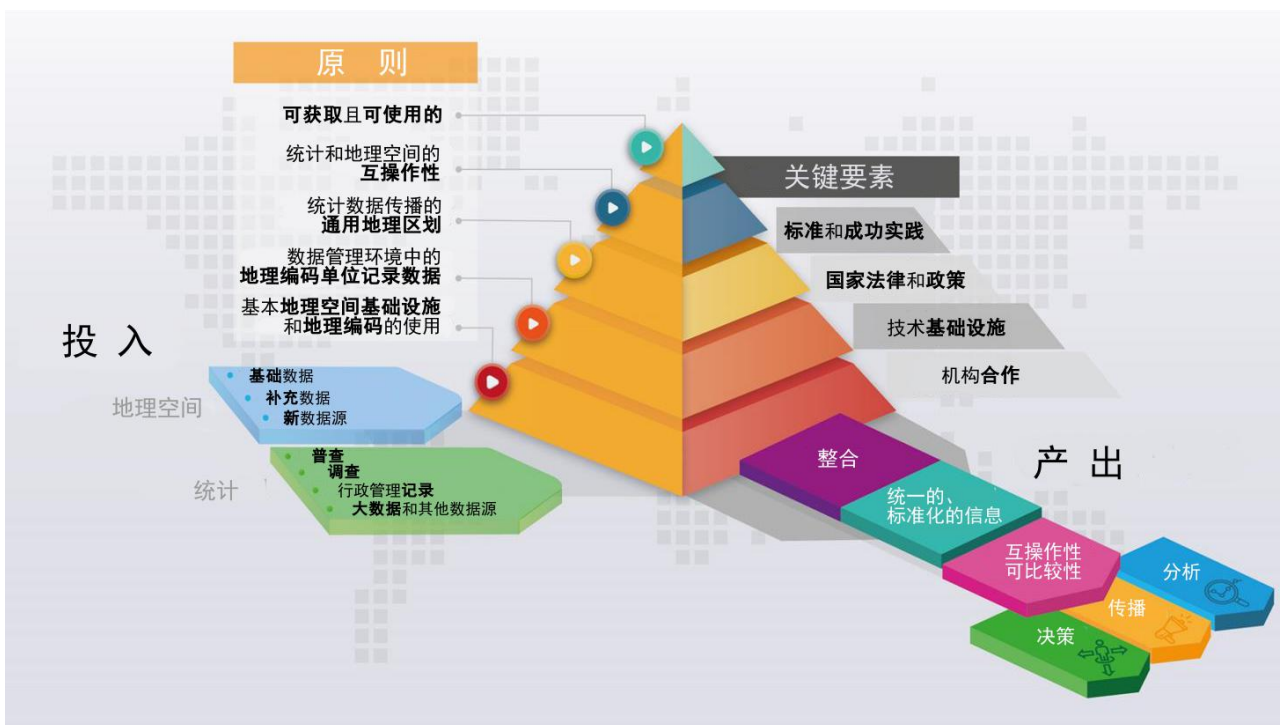 原 则
可获取且可使用的
统计和地理空间的
互操作性
统计数据传播的
通用地理区划
数据管理环境中的
地理编码单位记录数据
基本地理空间基础设施
和地理编码的使用
关键要素
标准和成功实践
国家法律和政策
技术基础设施
机构合作
投 入
地理空间
基础数据
补充数据
新数据源
统计
普查
调查
行政管理记录
大数据和其他数据源
产 出
整合
统一的、
标准化的信息
互操作性
可比较性
分析
传播
决策